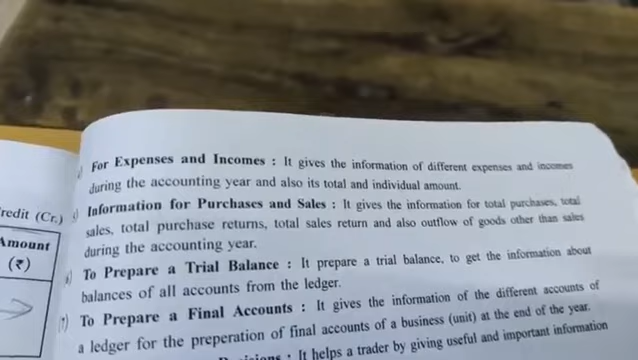 For Expenses and Incomes : It gives the information of different expenses and incomes
during the accounting year and also its total and individual amount.
Information for Purchases and Sales : It gives the information for total purchases, total
sales, total purchase returns, total sales return and also outflow of goods other than sales
during the accounting year.
To Prepare a Trial Balance : It prepare a trial balance, to get the information about
balances of all accounts from the ledger.
(7) To Prepare a Final Accounts : It gives the information of the different accounts of
a ledger for the preperation of final accounts of a business (unit) at the end of the year.
: It helps a trader by giving useful and important information
redit (Cr.)
Amount
(₹)